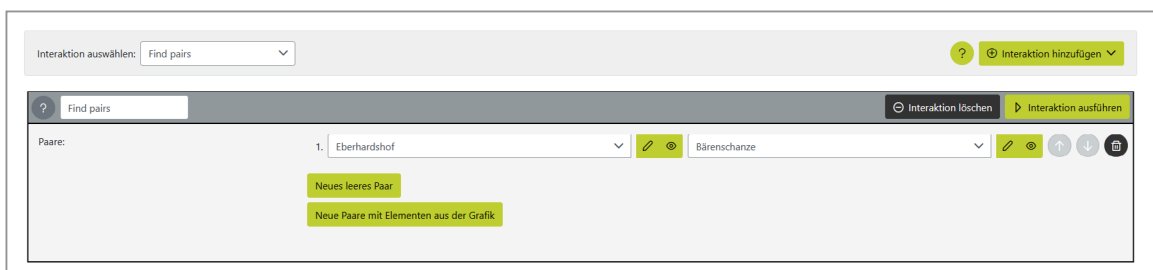 Interaktion auswählen: Find pairs ? Interaktion hinzufügen
? Find pairs Interaktion löschen Interaktion ausführen
Paare: 1. Eberhardshof Bärenschanze
Neues leeres Paar
Neue Paare mit Elementen aus der Grafik